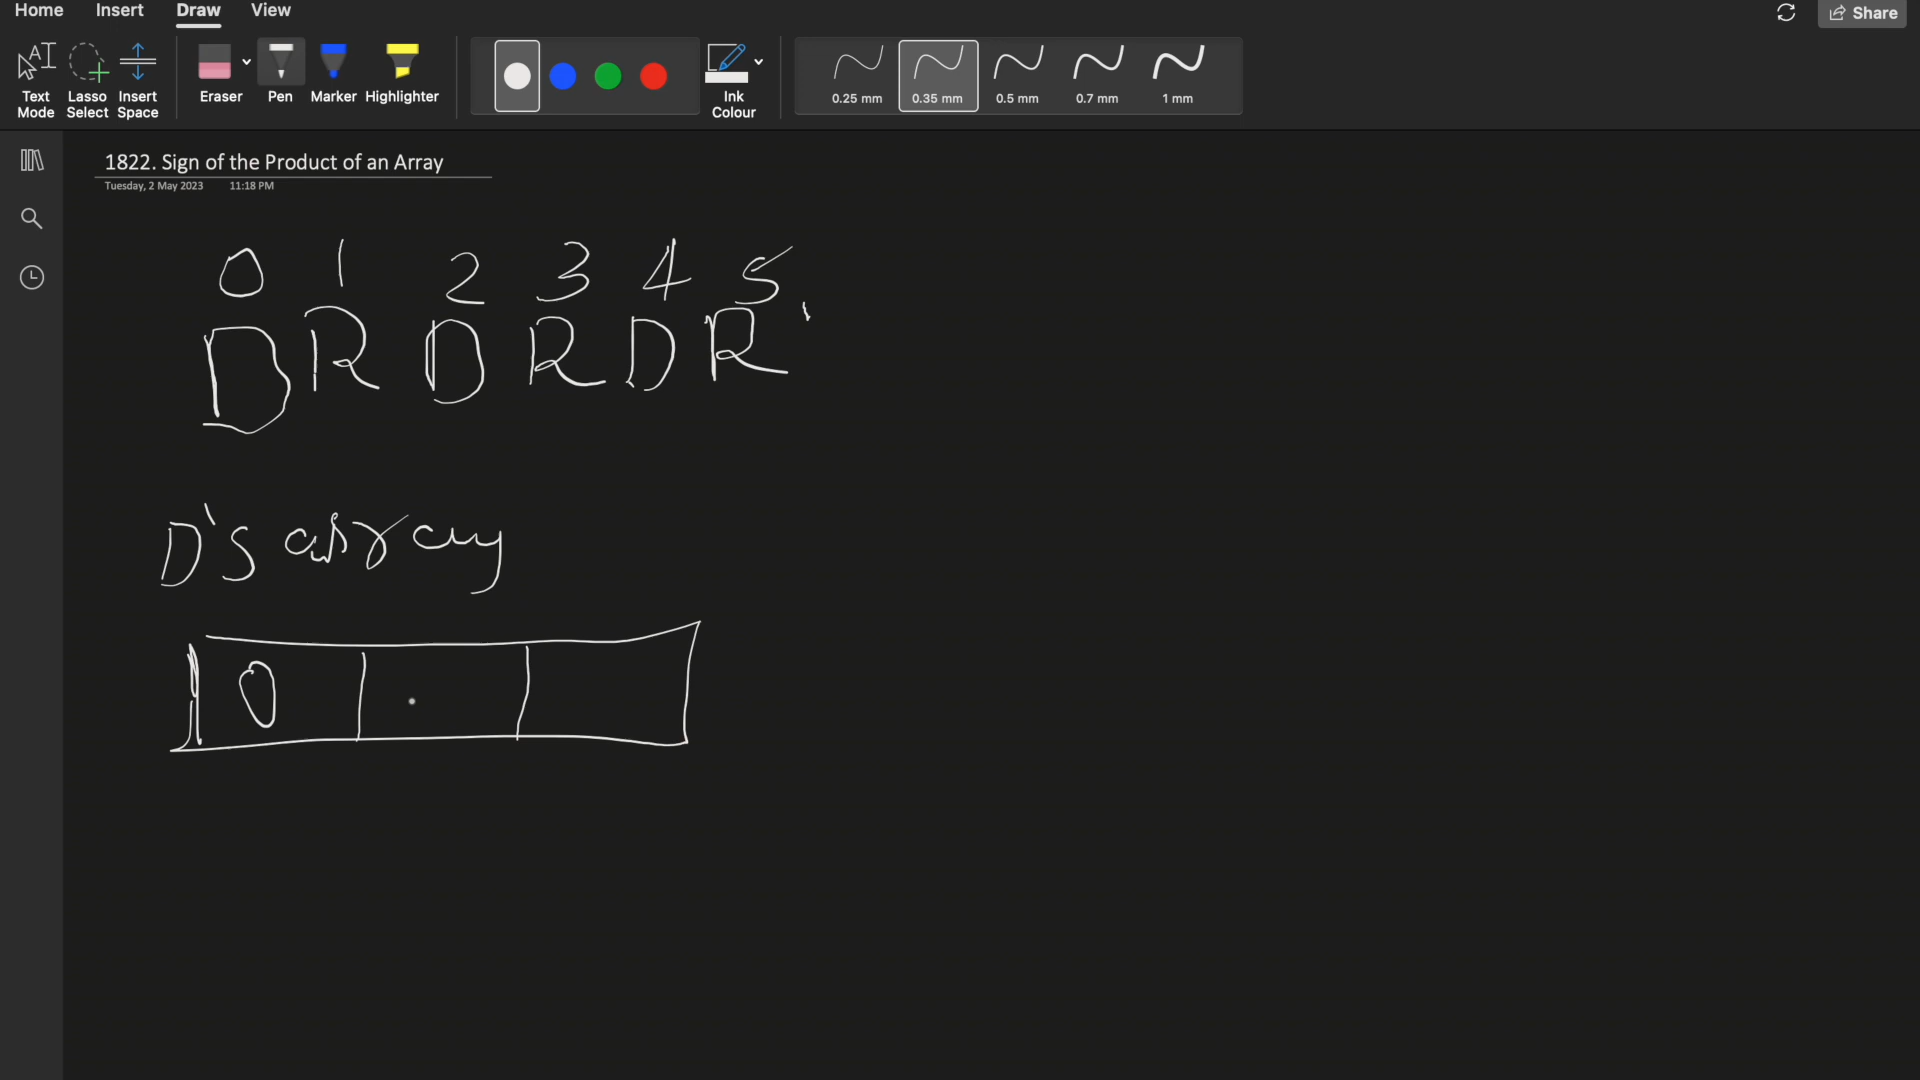 Home Insert Draw View Share
Text Mode Lasso Select Insert Space Eraser Pen Marker Highlighter Ink Colour 0.25 mm 0.35 mm 0.5 mm 0.7 mm 1 mm
1822. Sign of the Product of an Array
Tuesday, 2 May 2023 11:18 PM
0 1 2 3 4 5
D R D R D R
D's array
0